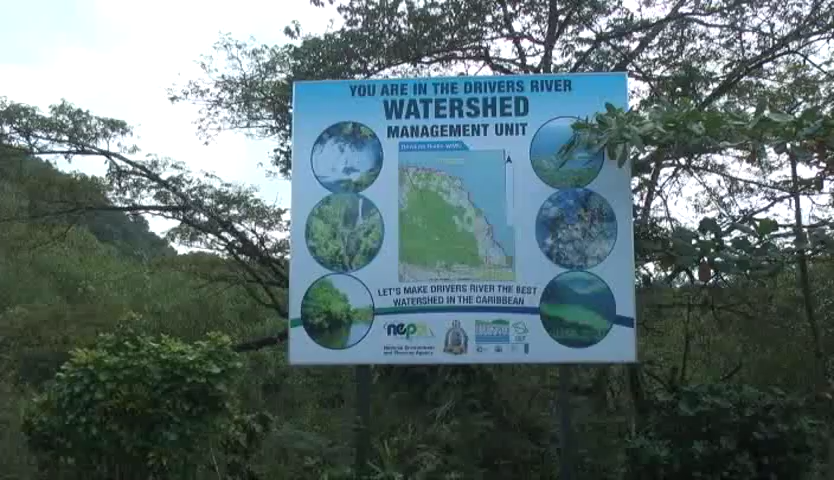 YOU ARE IN THE DRIVERS RIVER
WATERSHED
MANAGEMENT UNIT
LET'S MAKE DRIVERS RIVER THE BEST
WATERSHED IN THE CARIBBEAN
nepa
National Environment
and Planning Agency